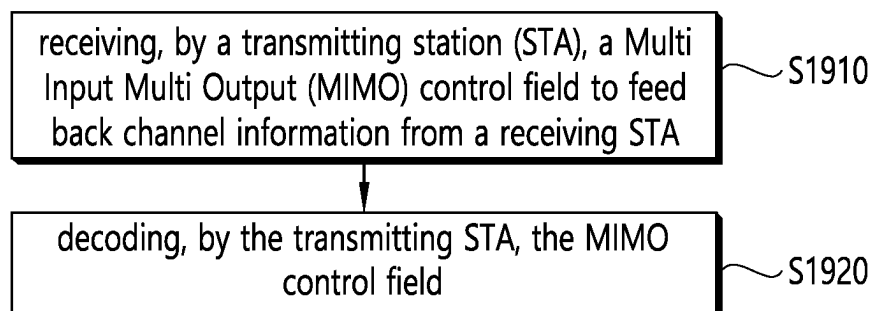 receiving, by a transmitting station (STA), a Multi
Input Multi Output (MIMO) control field to feed
back channel information from a receiving STA
S1910
decoding, by the transmitting STA, the MIMO
control field
S1920